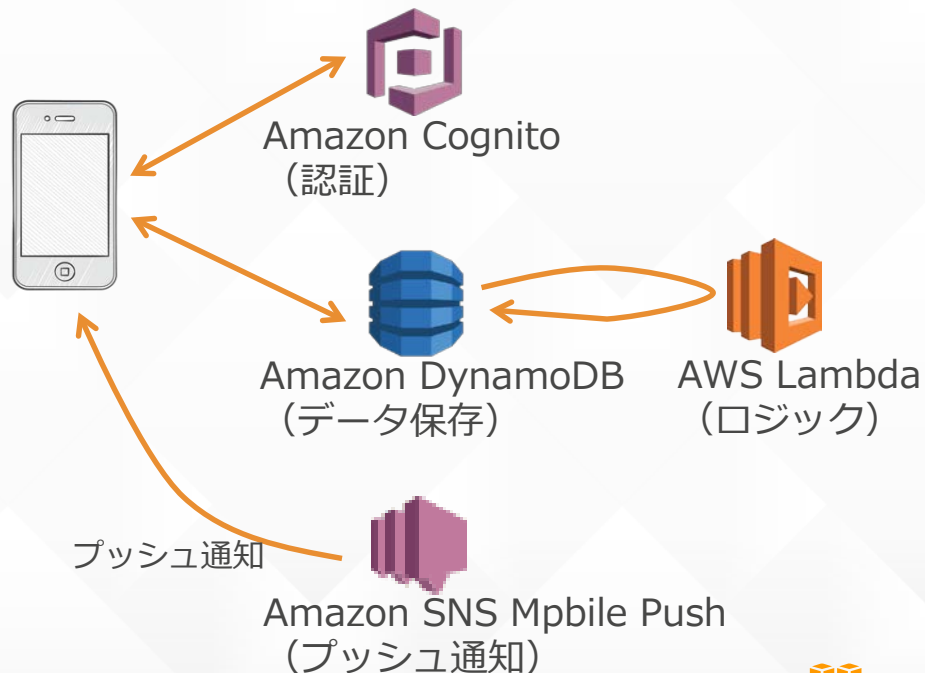 Amazon Cognito
（認証）
Amazon DynamoDB
（データ保存）
AWS Lambda
（ロジック）
プッシュ通知
Amazon SNS Mpbile Push
（プッシュ通知）